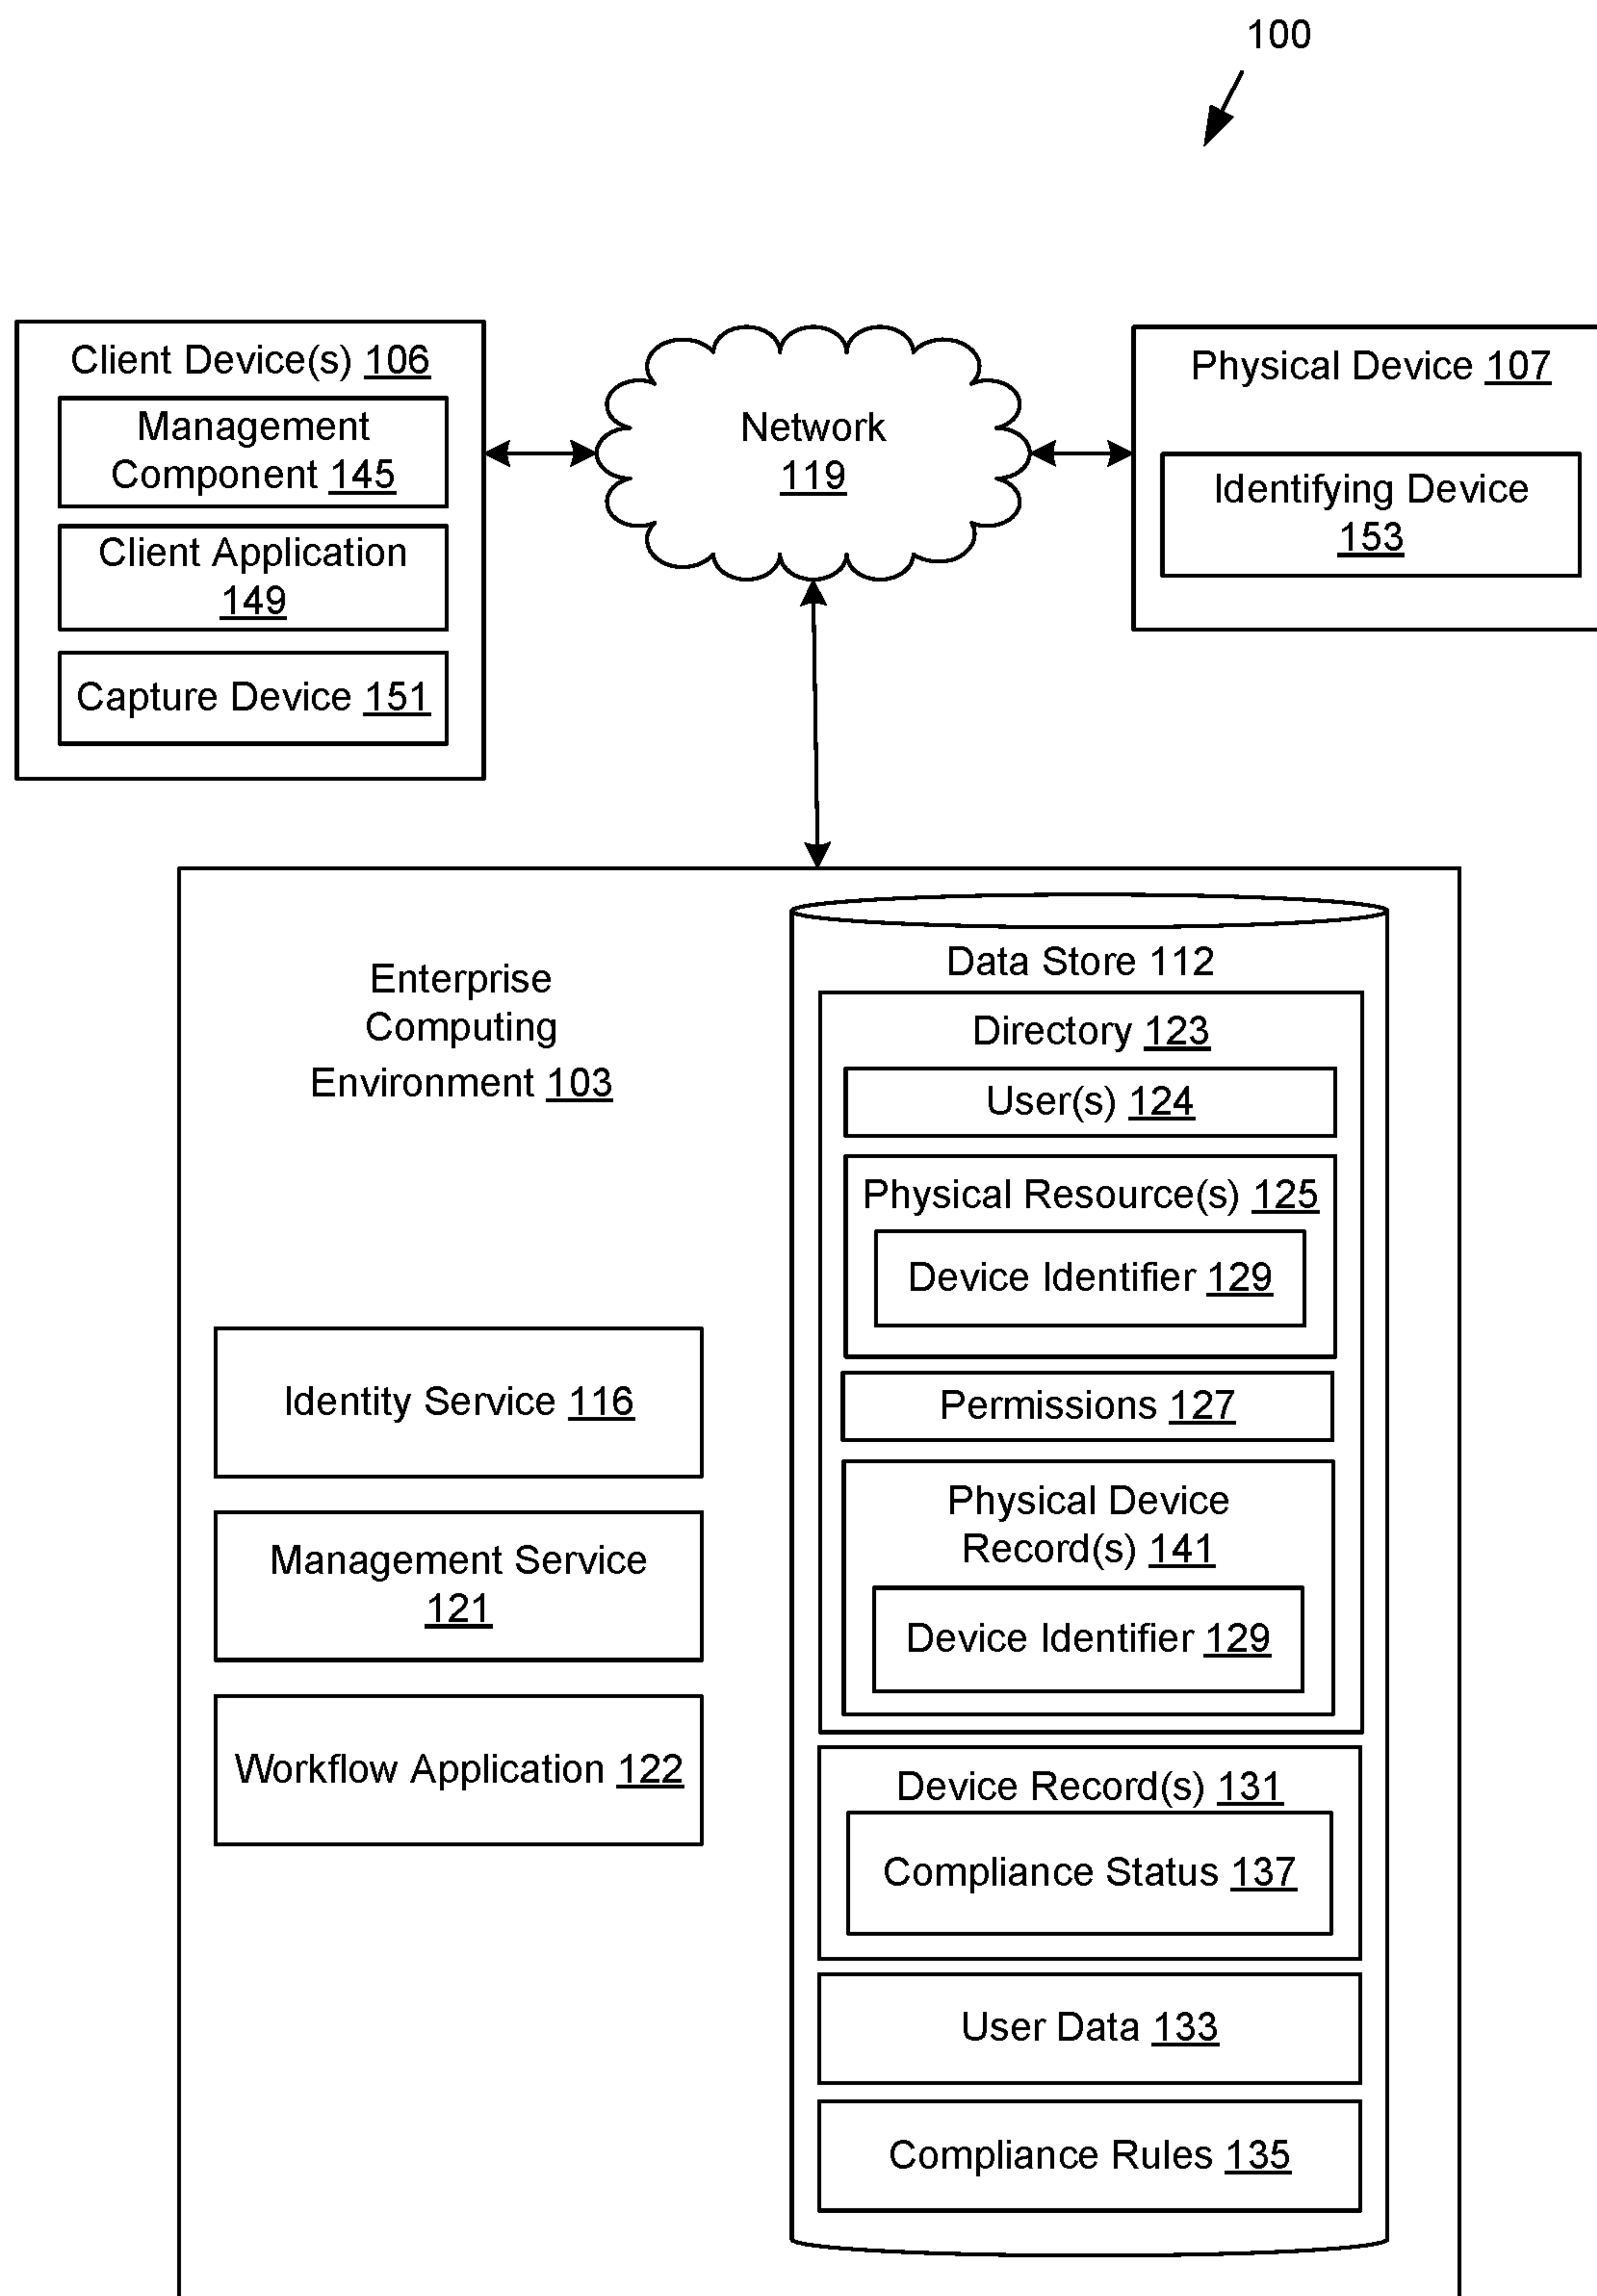 100
Client Device(s) 106
Management
Component 145
Client Application
149
Capture Device 151
Network
119
Physical Device 107
Identifying Device
153
Enterprise
Computing
Environment 103
Identity Service 116
Management Service
121
Workflow Application 122
Data Store 112
Directory 123
User(s) 124
Physical Resource(s) 125
Device Identifier 129
Permissions 127
Physical Device
Record(s) 141
Device Identifier 129
Device Record(s) 131
Compliance Status 137
User Data 133
Compliance Rules 135